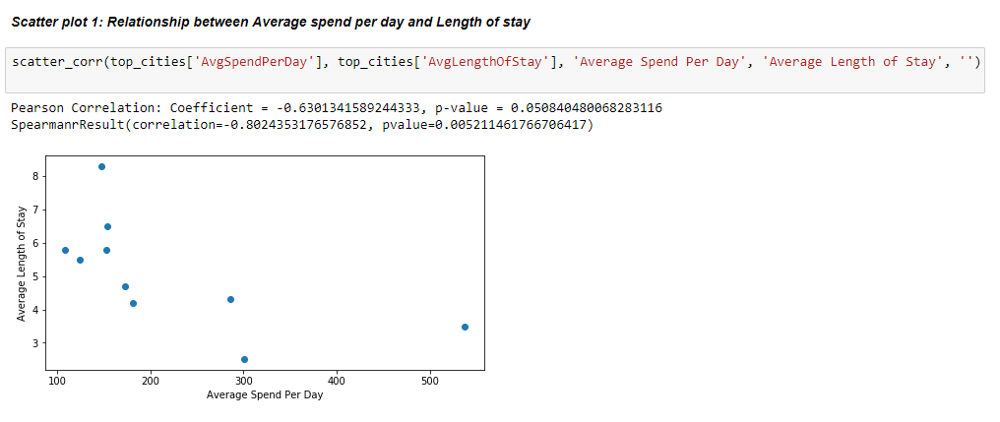 Scatter plot 1: Relationship between Average spend per day and Length of stay
scatter_corr(top_cities['AvgSpendPerDay'], top_cities['AvgLengthOfStay'], 'Average Spend Per Day', 'Average Length of Stay', '')
Pearson Correlation: Coefficient = -0.6301341589244333, p-value = 0.050840480068283116
SpearmanrResult(correlation=-0.8024353176576852, pvalue=0.005211461766706417)
8
7
6
5
4
3
Average Length of Stay
100 200 300 400 500
Average Spend Per Day